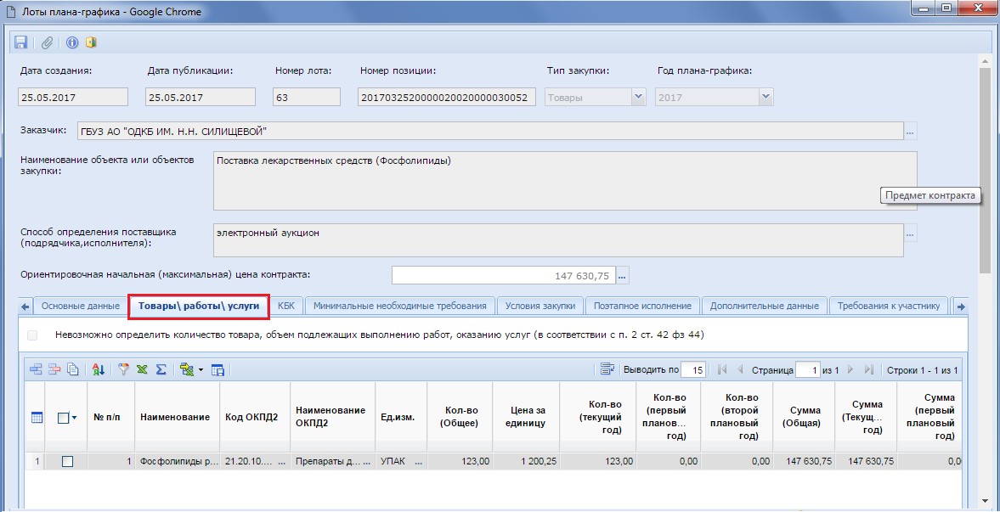 Лоты плана-графика - Google Chrome
Дата создания: Дата публикации: Номер лота: Номер позиции: Тип закупки: Год плана-графика:
25.05.2017 25.05.2017 63 2017032520000020020000030052 Товары 2017
Заказчик: ГБУЗ АО "ОДКБ ИМ. Н.Н. СИЛИЩЕВОЙ" ...
Наименование объекта или объектов Поставка лекарственных средств (Фосфолипиды)
закупки:
Предмет контракта
Способ определения поставщика электронный аукцион ...
(подрядчика,исполнителя):
Ориентировочная начальная (максимальная) цена контракта: 147 630,75 ...
Основные данные Товары\ работы\ услуги КБК Минимальные необходимые требования Условия закупки Поэтапное исполнение Дополнительные данные Требования к участнику
Невозможно определить количество товара, объем подлежащих выполнению работ, оказанию услуг (в соответствии с п. 2 ст. 42 фз 44)
Выводить по 15 Страница 1 из 1 Строки 1 - 1 из 1
№ п/п Наименование Код ОКПД2 Наименование ОКПД2 Ед.изм. Кол-во (Общее) Цена за единицу Кол-во (текущий год) Кол-во (первый планов... год) Кол-во (второй плановый год) Сумма (Общая) Сумма (Текущ... год) Сумма (первый плановый год)
1 1 Фосфолипиды р... 21.20.10.... ... Препараты д... ... УПАК ... 123,00 1 200,25 123,00 0,00 0,00 147 630,75 147 630,75 0,0